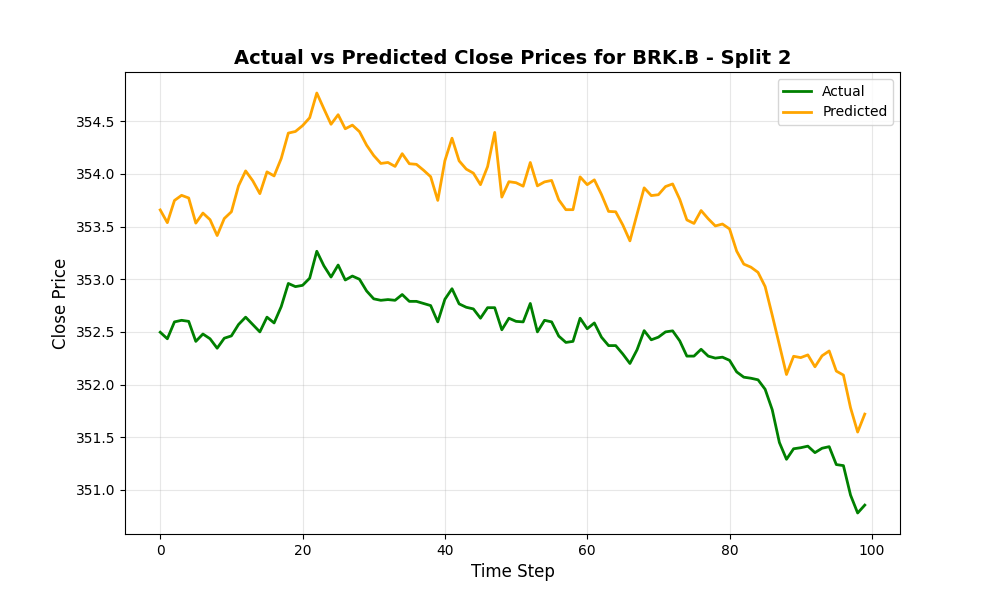 Actual vs Predicted Close Prices for BRK.B - Split 2
Actual
Predicted
Close Price
354.5
354.0
353.5
353.0
352.5
352.0
351.5
351.0
0 20 40 60 80 100
Time Step